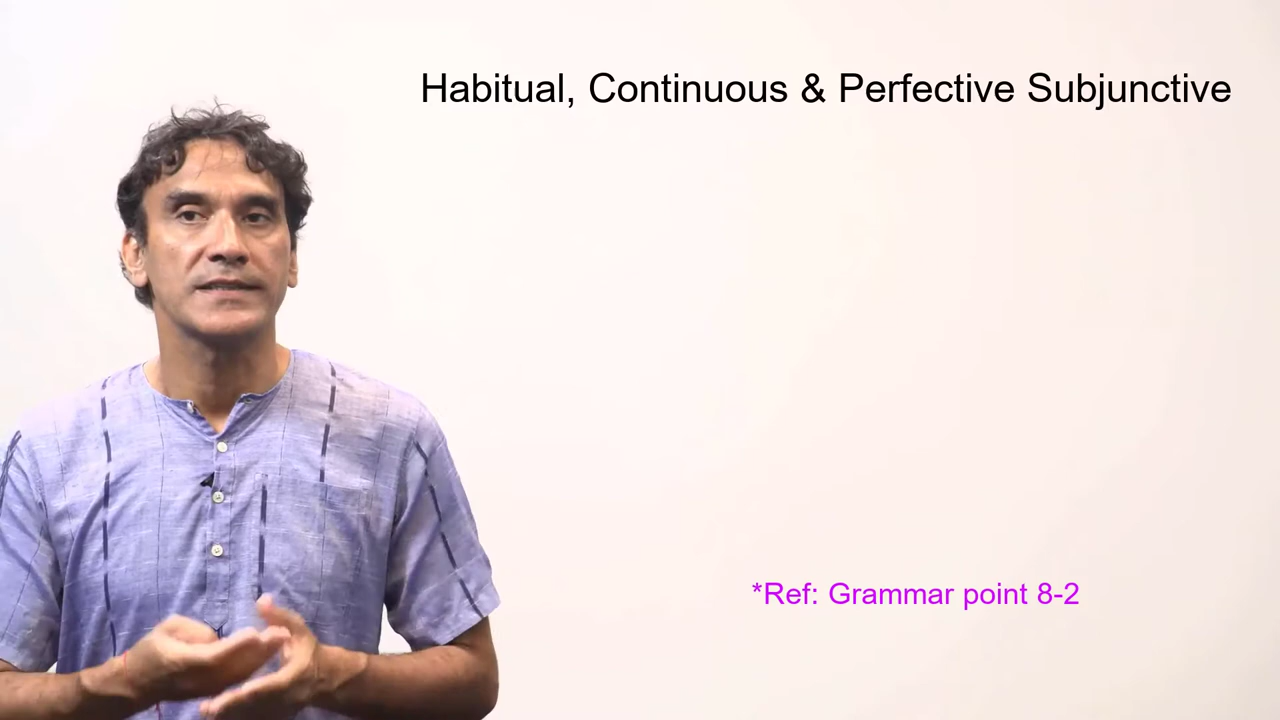 Habitual, Continuous & Perfective Subjunctive
*Ref: Grammar point 8-2